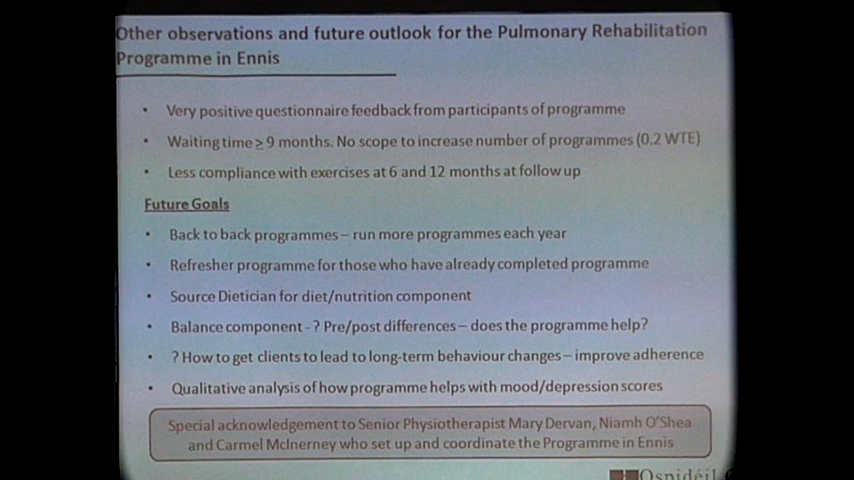 Other observations and future outlook for the Pulmonary Rehabilitation
Programme in Ennis
• Very positive questionnaire feedback from participants of programme
• Waiting time ≥ 9 months. No scope to increase number of programmes (0.2 WTE)
• Less compliance with exercises at 6 and 12 months at follow up
Future Goals
• Back to back programmes – run more programmes each year
• Refresher programme for those who have already completed programme
• Source Dietician for diet/nutrition component
• Balance component - ? Pre/post differences – does the programme help?
• ? How to get clients to lead to long-term behaviour changes – improve adherence
• Qualitative analysis of how programme helps with mood/depression scores
Special acknowledgement to Senior Physiotherapist Mary Dervan, Niamh O'Shea
and Carmel McInerney who set up and coordinate the Programme in Ennis
Ospidéil